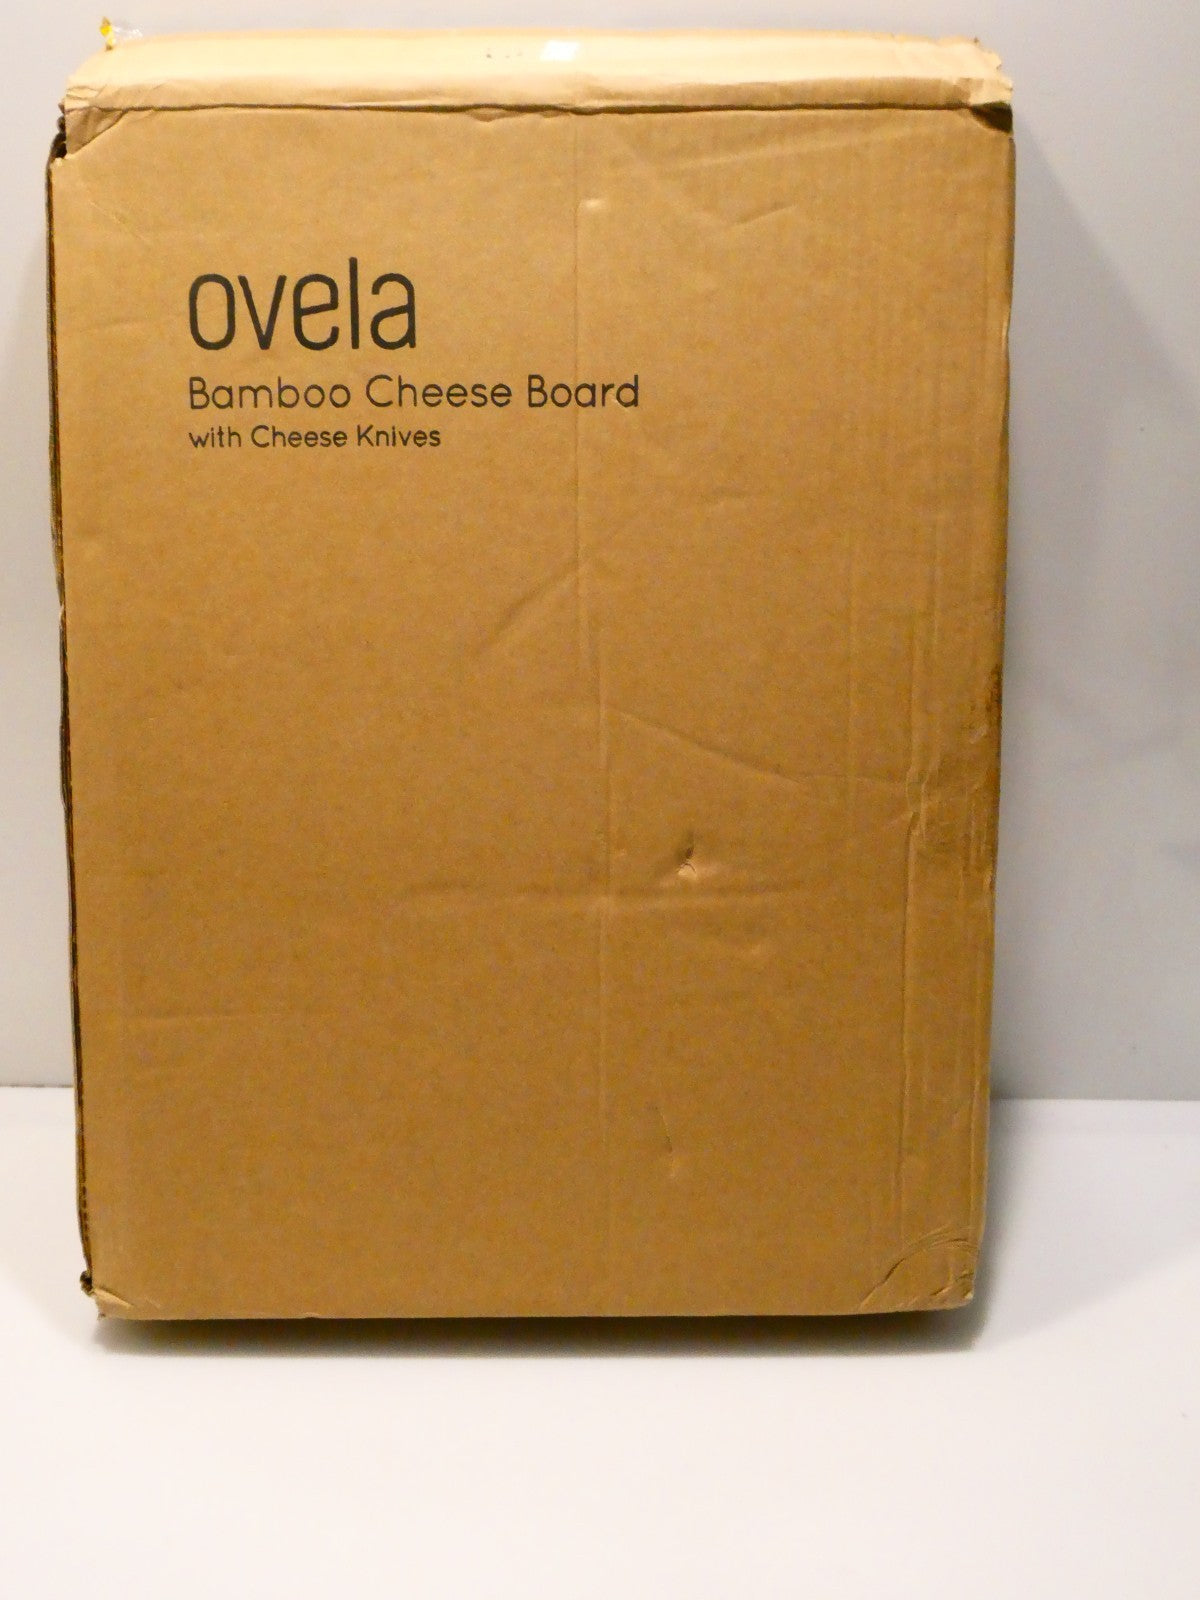 ovela
Bamboo Cheese Board
with Cheese Knives